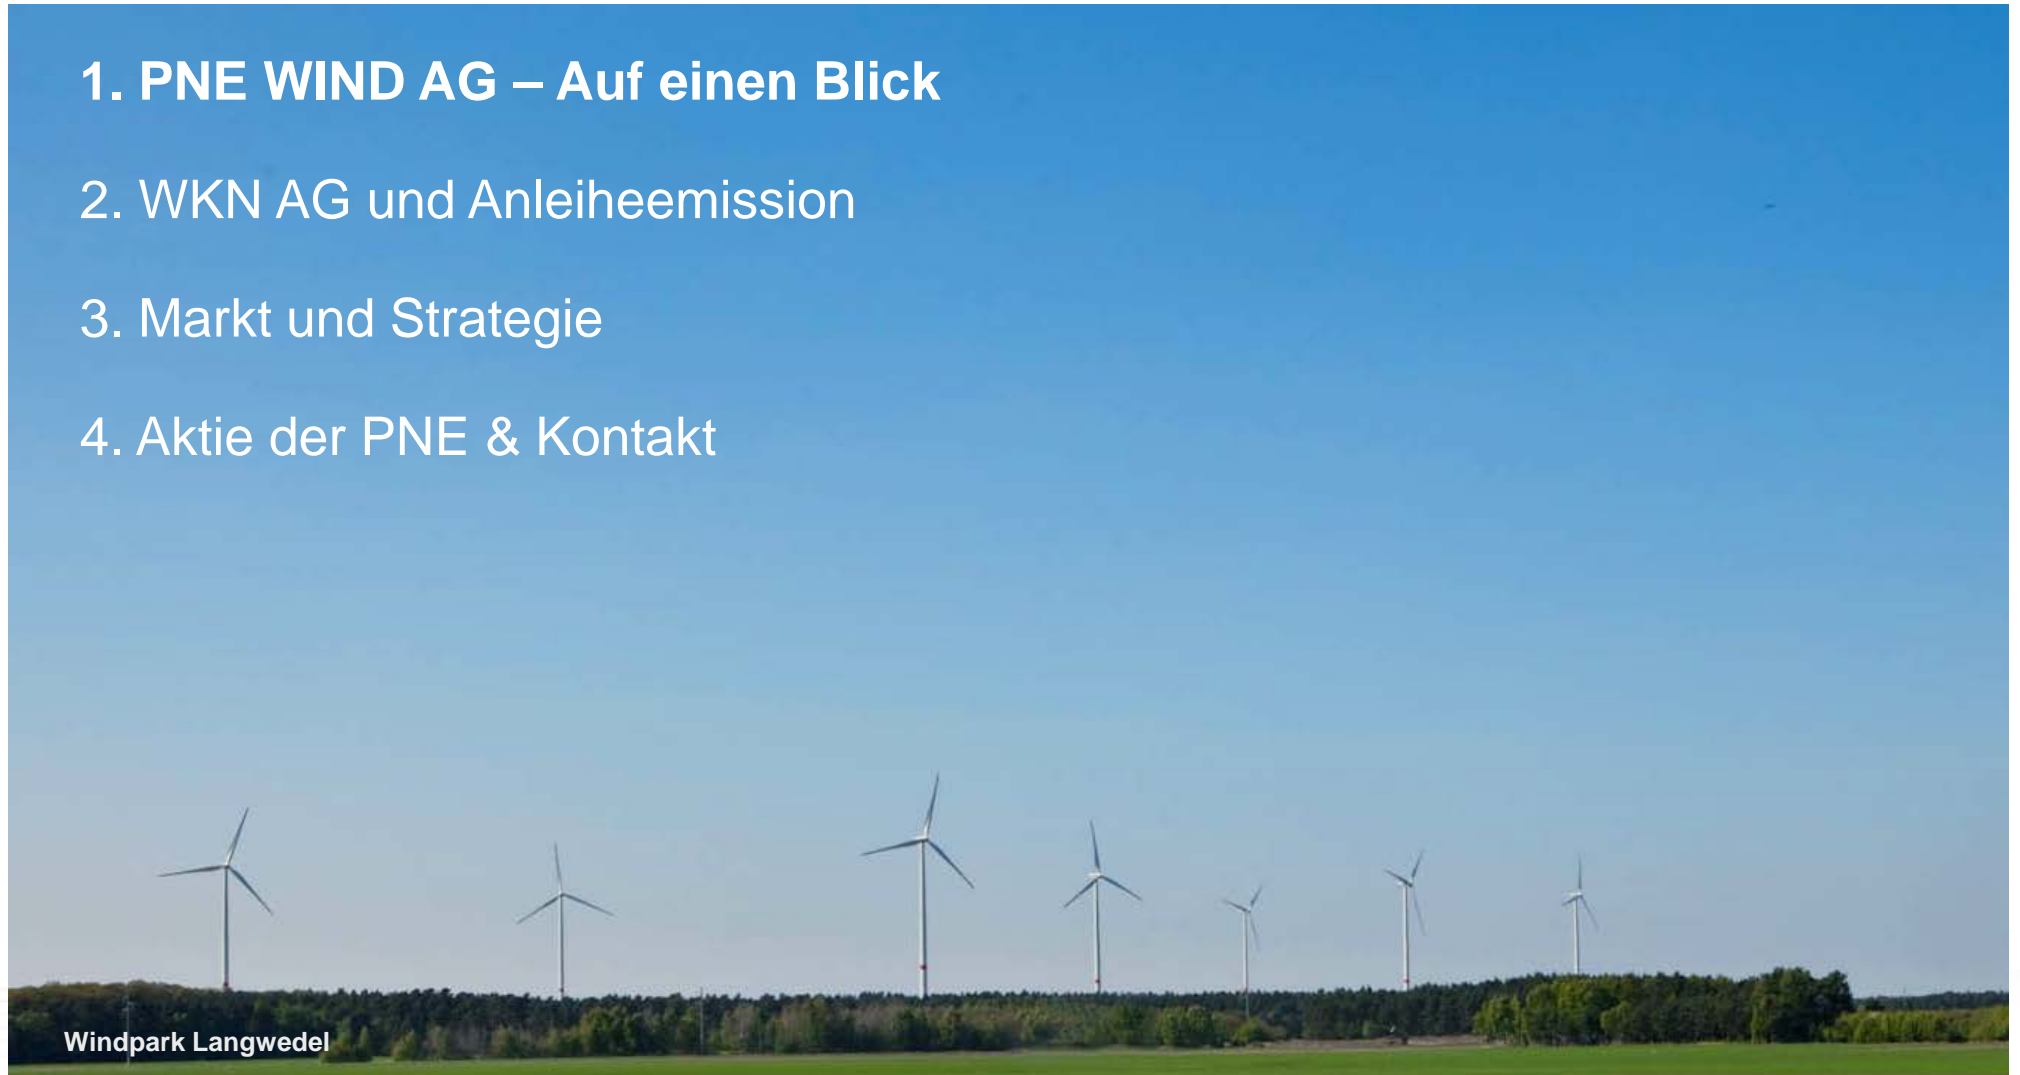 1. PNE WIND AG – Auf einen Blick
2. WKN AG und Anleiheemission
3. Markt und Strategie
4. Aktie der PNE & Kontakt
Windpark Langwedel